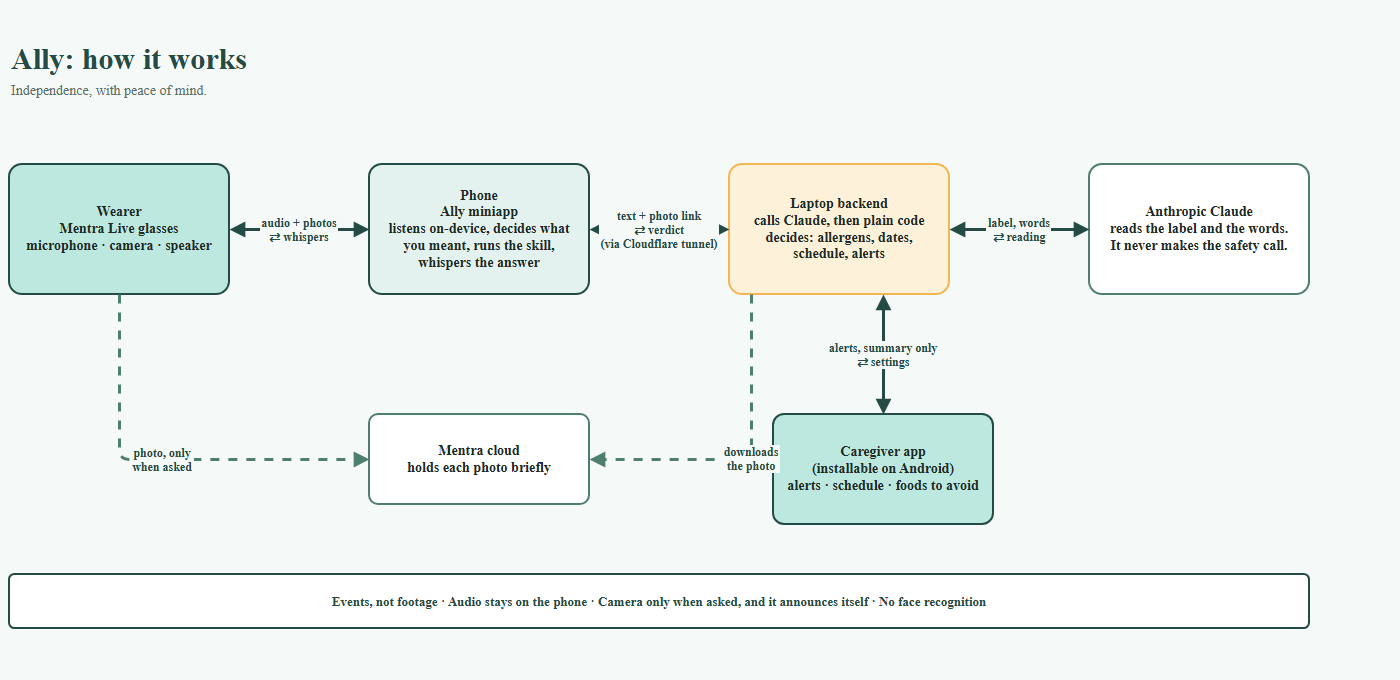 Ally: how it works
Independence, with peace of mind.
Wearer
Mentra Live glasses
microphone · camera · speaker
audio + photos
⇄ whispers
Phone
Ally miniapp
listens on-device, decides what
you meant, runs the skill,
whispers the answer
text + photo link
⇄ verdict
(via Cloudflare tunnel)
Laptop backend
calls Claude, then plain code
decides: allergens, dates,
schedule, alerts
label, words
⇄ reading
Anthropic Claude
reads the label and the words.
It never makes the safety call.
alerts, summary only
⇄ settings
photo, only
when asked
Mentra cloud
holds each photo briefly
downloads
the photo
Caregiver app
(installable on Android)
alerts · schedule · foods to avoid
Events, not footage · Audio stays on the phone · Camera only when asked, and it announces itself · No face recognition